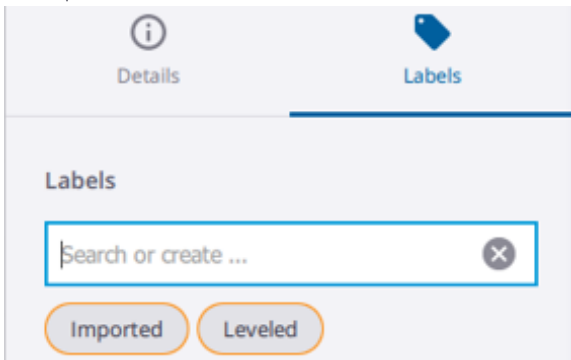 Details Labels
Labels
Search or create ...
Imported Leveled